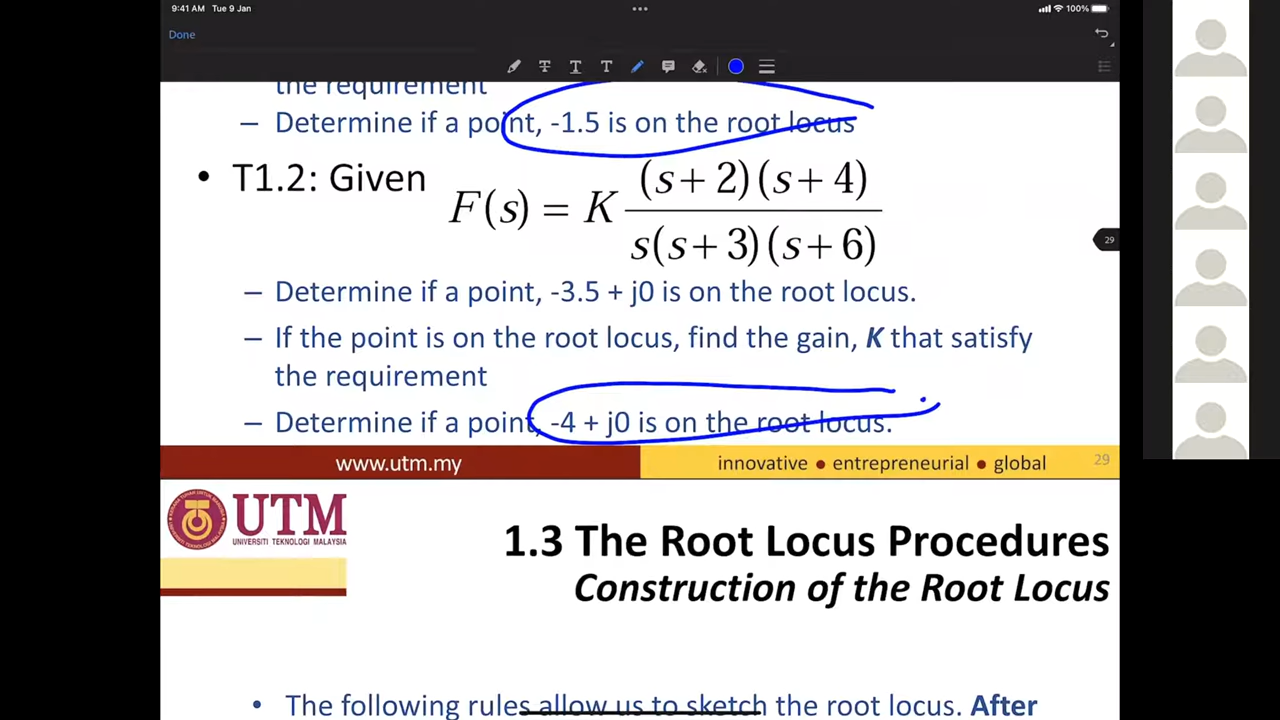 9:41 AM Tue 9 Jan
100%
Done
the requirement
– Determine if a point, -1.5 is on the root locus
• T1.2: Given
F(s) = K (s + 2)(s + 4) / s(s + 3)(s + 6)
29
– Determine if a point, -3.5 + j0 is on the root locus.
– If the point is on the root locus, find the gain, K that satisfy
the requirement
– Determine if a point, -4 + j0 is on the root locus.
www.utm.my
innovative ● entrepreneurial ● global
29
UTM
UNIVERSITI TEKNOLOGI MALAYSIA
1.3 The Root Locus Procedures
Construction of the Root Locus
• The following rules allow us to sketch the root locus. After